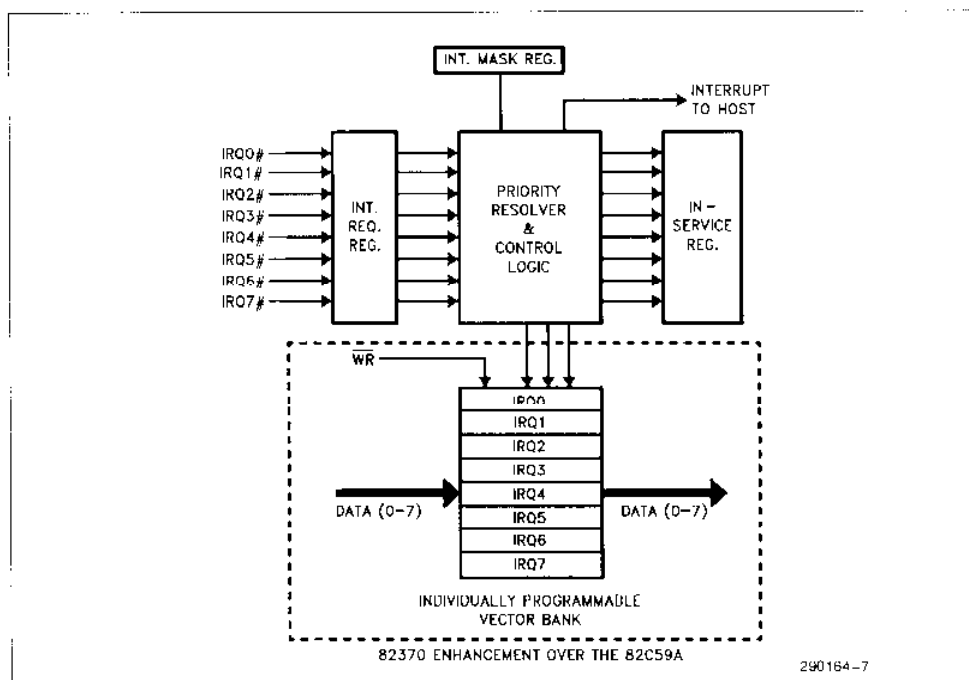 INT. MASK REG.
INTERRUPT
TO HOST
IRQ0#
IRQ1#
IRQ2#
IRQ3#
IRQ4#
IRQ5#
IRQ6#
IRQ7#
INT.
REQ.
REG.
PRIORITY
RESOLVER
&
CONTROL
LOGIC
IN-
SERVICE
REG.
WR
IRQ0
IRQ1
IRQ2
IRQ3
IRQ4
IRQ5
IRQ6
IRQ7
DATA (0-7)
DATA (0-7)
INDIVIDUALLY PROGRAMMABLE
VECTOR BANK
82370 ENHANCEMENT OVER THE 82C59A
290164-7